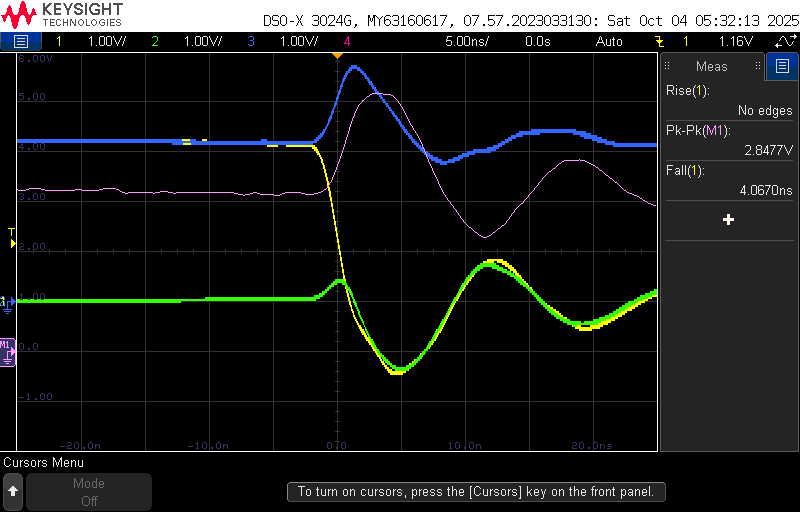 KEYSIGHT
TECHNOLOGIES
DSO-X 3024G, MY63160617, 07.57.2023033130: Sat Oct 04 05:32:13 2025
1 1.00V/ 2 1.00V/ 3 1.00V/ 4 5.00ns/ 0.0s Auto 1 1.16V
6.00V
5.00
4.00
3.00
T
2.00
1.00
M1
0.0
-1.00
-20.0n -10.0n 0.0 10.0n 20.0ns
Meas
Rise(1):
No edges
Pk-Pk(M1):
2.8477V
Fall(1):
4.0670ns
+
Cursors Menu
Mode
Off
To turn on cursors, press the [Cursors] key on the front panel.